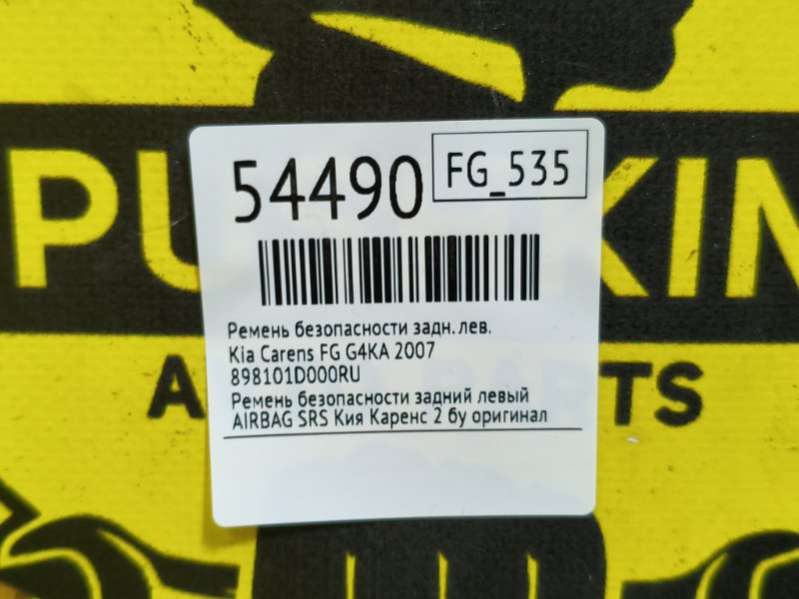 54490
FG_535
Ремень безопасности задн. лев.
Kia Carens FG G4KA 2007
898101D000RU
Ремень безопасности задний левый
AIRBAG SRS Кия Каренс 2 бу оригинал